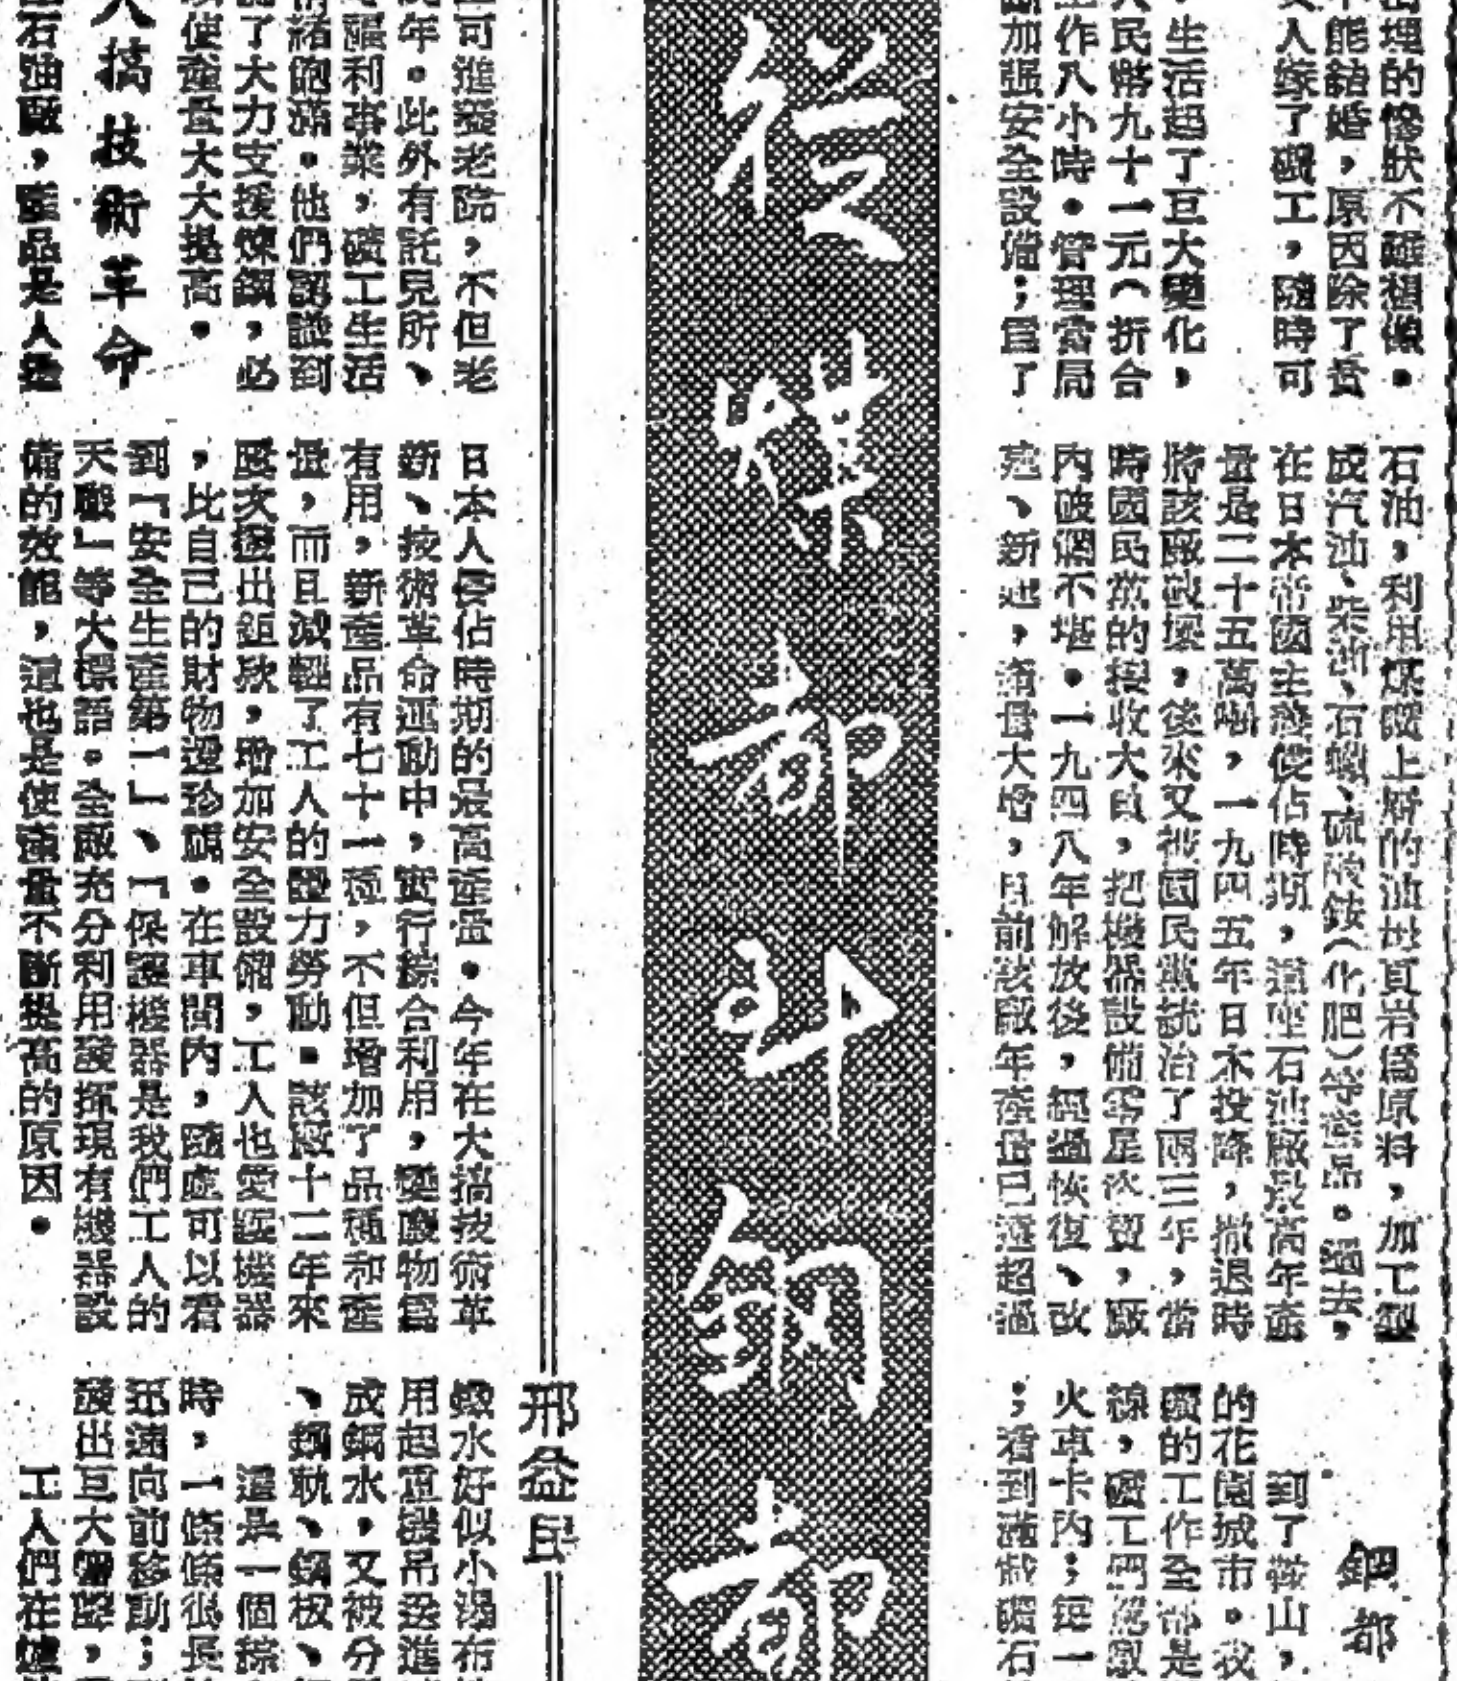 埋的慘狀不難想像。
不能結婚,原因除了貧
女人嫁了礦工,隨時可
,生活起了巨大變化,
人民幣九十一元(折合
工作八小時。管理當局
加强安全設備;爲了
石油,利用煤礦上層的油母頁岩爲原料,加工製
成汽油、柴油、石蠟、硫酸銨(化肥)等產品。過去,
在日本帝國主義侵佔時期,這座石油廠最高年產
量是二十五萬噸,一九四五年日本投降,撤退時
將該廠破壞,後來又被國民黨統治了兩三年,當
時國民黨的接收大員,把機器設備零星收買,廠
內破爛不堪。一九四八年解放後,經過恢復、改
建、新建,產量大增,目前該廠年產量已遠超過
鋼都
到了鞍山,
的花園城市。我
礦的工作全部是
線,礦工們
火車卡內;每一
;看到滿載礦石
從煤都到鋼都
邢益民
可進養老院,不但老
年。此外有託兒所、
福利事業,礦工生活
情緒飽滿。他們認識到
了大力支援煉鋼,必
使產量大大提高。
人搞技術革命
石油廠,產品是人造
日本人侵佔時期的最高產量。今年在大搞技術革
新、技術革命運動中,實行綜合利用,變廢物爲
有用,新產品有七十一種,不但增加了品種和產
量,而且減輕了工人的體力勞動。該廠十二年來
屢次撥出鉅款,增加安全設備,工人也愛護機器
,比自己的財物還珍惜。在車間內,隨處可以看
到「安全生產第一」、「保護機器是我們工人的
天職」等大標語。全廠充分利用發揮現有機器設
備的效能,這也是使產量不斷提高的原因。
鐵水好似小瀑布
用起重機吊送進
成鋼水,又被分
、鋼軌、鋼板、
這是一個綜
時,一條條很長
迅速向前移動;
發出巨大響聲,
工人們在爐